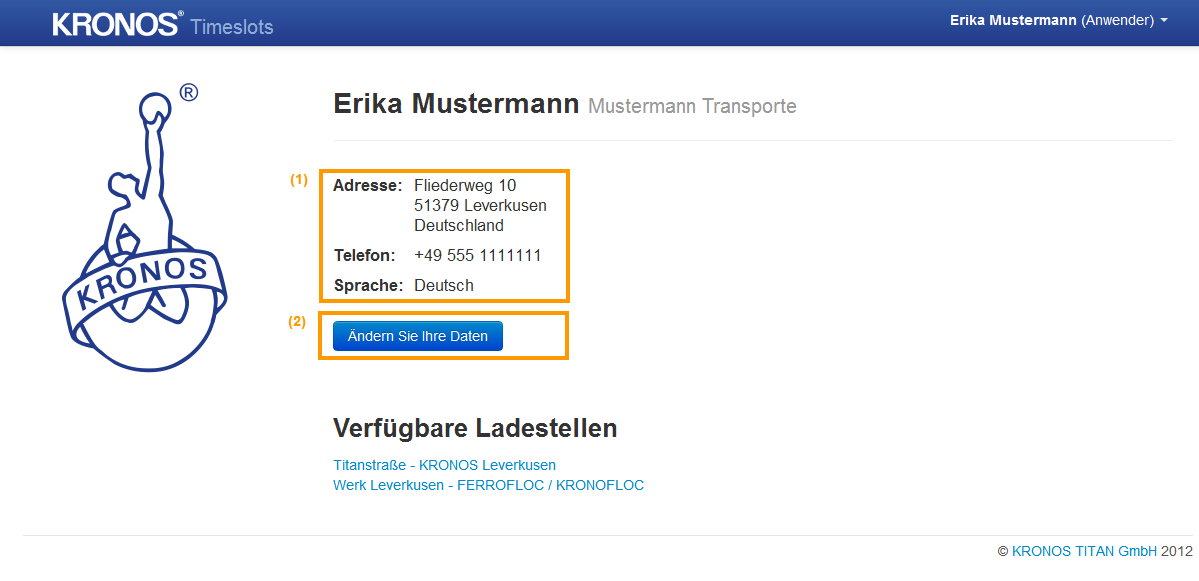 KRONOS® Timeslots
Erika Mustermann (Anwender)
®
KRONOS
Erika Mustermann Mustermann Transporte
(1)
Adresse: Fliederweg 10
51379 Leverkusen
Deutschland
Telefon: +49 555 1111111
Sprache: Deutsch
(2)
Ändern Sie Ihre Daten
Verfügbare Ladestellen
Titanstraße - KRONOS Leverkusen
Werk Leverkusen - FERROFLOC / KRONOFLOC
© KRONOS TITAN GmbH 2012